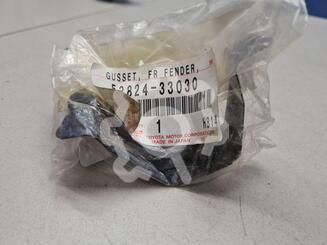 GUSSET, FR FENDER,
53824-33030
1
TOYOTA MOTOR CORPORATION
MADE IN JAPAN